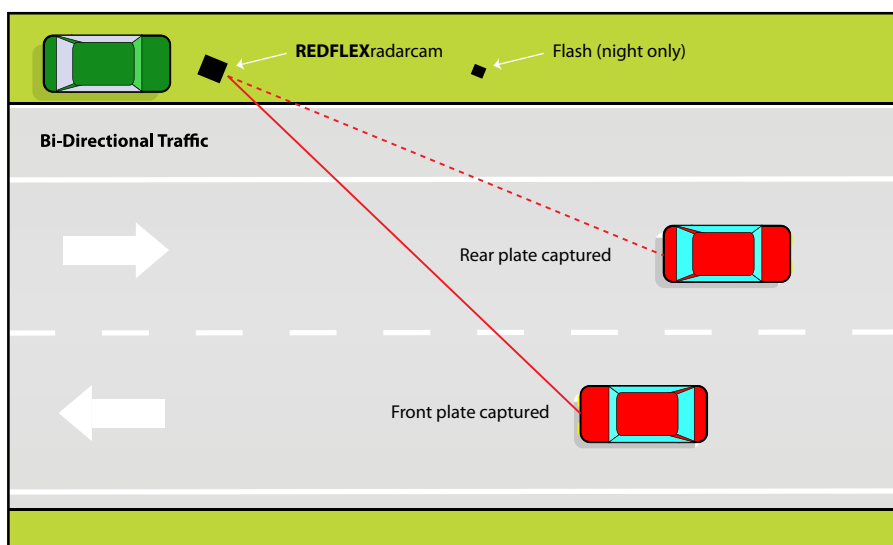 REDFLEXradarcam
Flash (night only)
Bi-Directional Traffic
Rear plate captured
Front plate captured